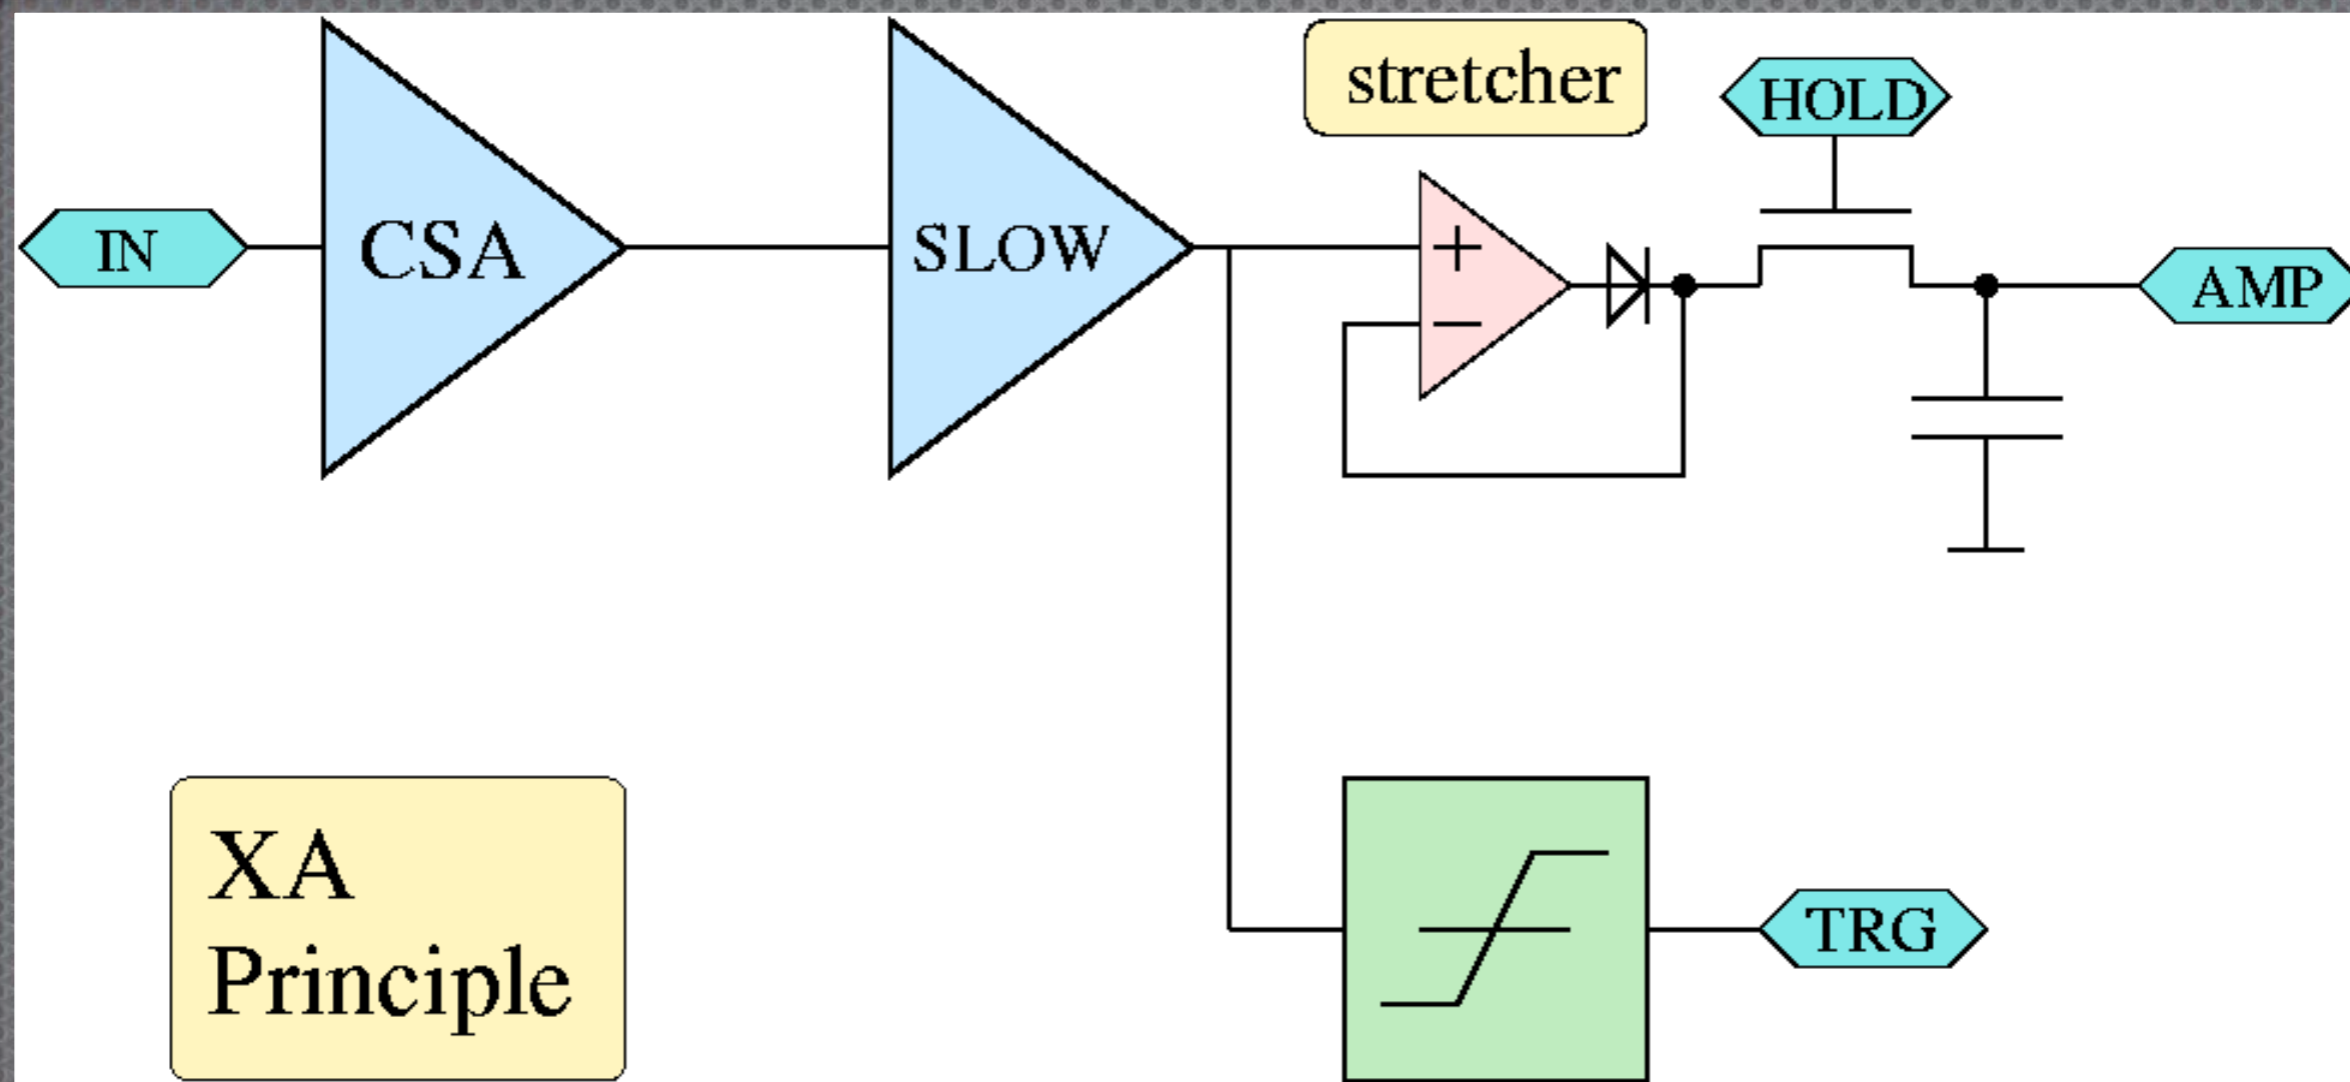 stretcher
HOLD
IN
CSA
SLOW
+
−
AMP
TRG
XA
Principle